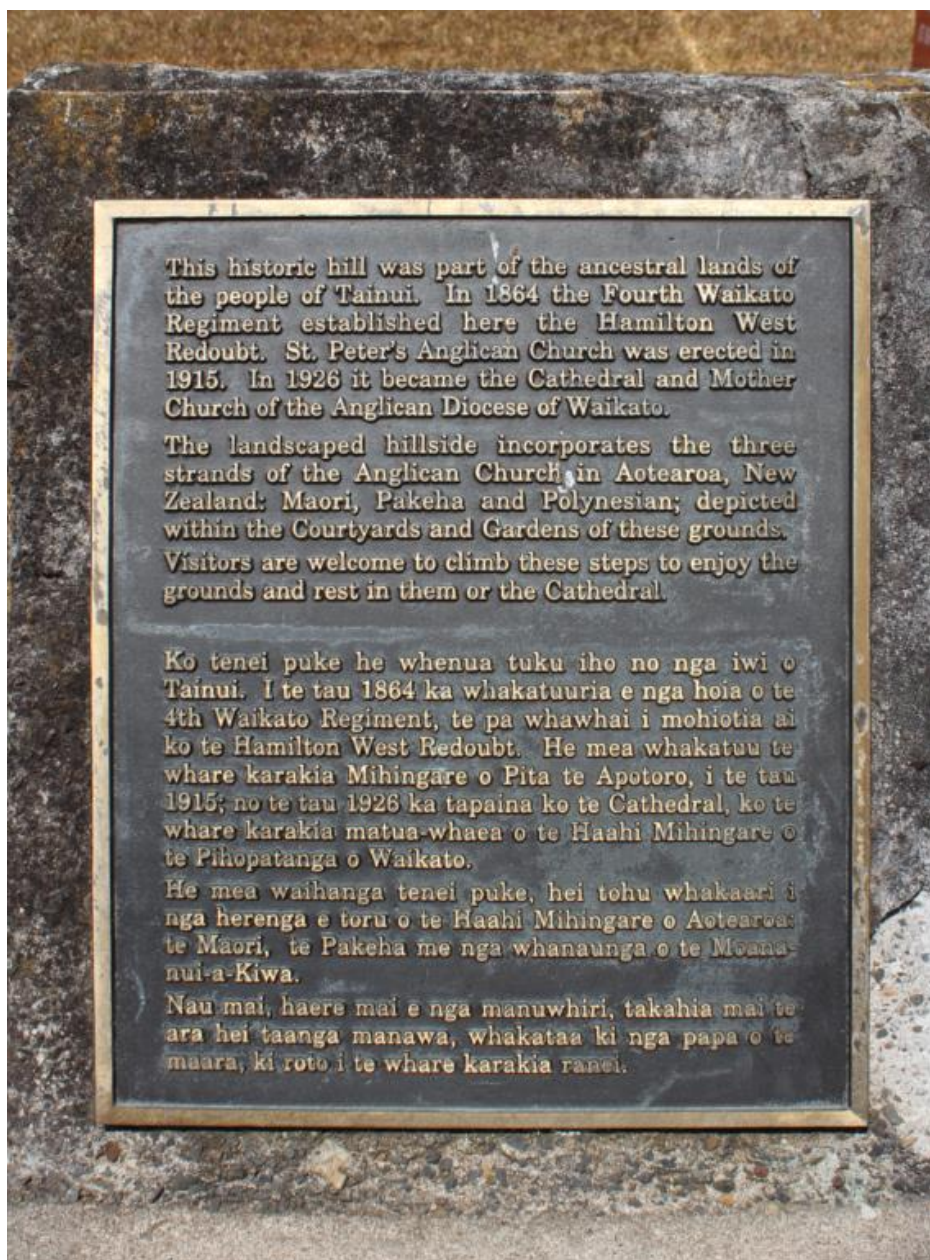 This historic hill was part of the ancestral lands of
the people of Tainui. In 1864 the Fourth Waikato
Regiment established here the Hamilton West
Redoubt. St. Peter's Anglican Church was erected in
1915. In 1926 it became the Cathedral and Mother
Church of the Anglican Diocese of Waikato.
The landscaped hillside incorporates the three
strands of the Anglican Church in Aotearoa, New
Zealand: Maori, Pakeha and Polynesian; depicted
within the Courtyards and Gardens of these grounds.
Visitors are welcome to climb these steps to enjoy the
grounds and rest in them or the Cathedral.
Ko tenei puke he whenua tuku iho no nga iwi o
Tainui. I te tau 1864 ka whakatuuria e nga hoia o te
4th Waikato Regiment, te pa whawhai i mohiotia ai
ko te Hamilton West Redoubt. He mea whakatuu te
whare karakia Mihingare o Pita te Apotoro, i te tau
1915; no te tau 1926 ka tapaina ko te Cathedral, ko te
whare karakia matua-whaea o te Haahi Mihingare o
te Pihopatanga o Waikato.
He mea waihanga tenei puke, hei tohu whakaari i
nga herenga e toru o te Haahi Mihingare o Aotearoa:
te Maori, te Pakeha me nga whanaunga o te Moana-
nui-a-Kiwa.
Nau mai, haere mai e nga manuwhiri, takahia mai te
ara hei taanga manawa, whakataa ki nga papa o te
maara, ki roto i te whare karakia ranei.